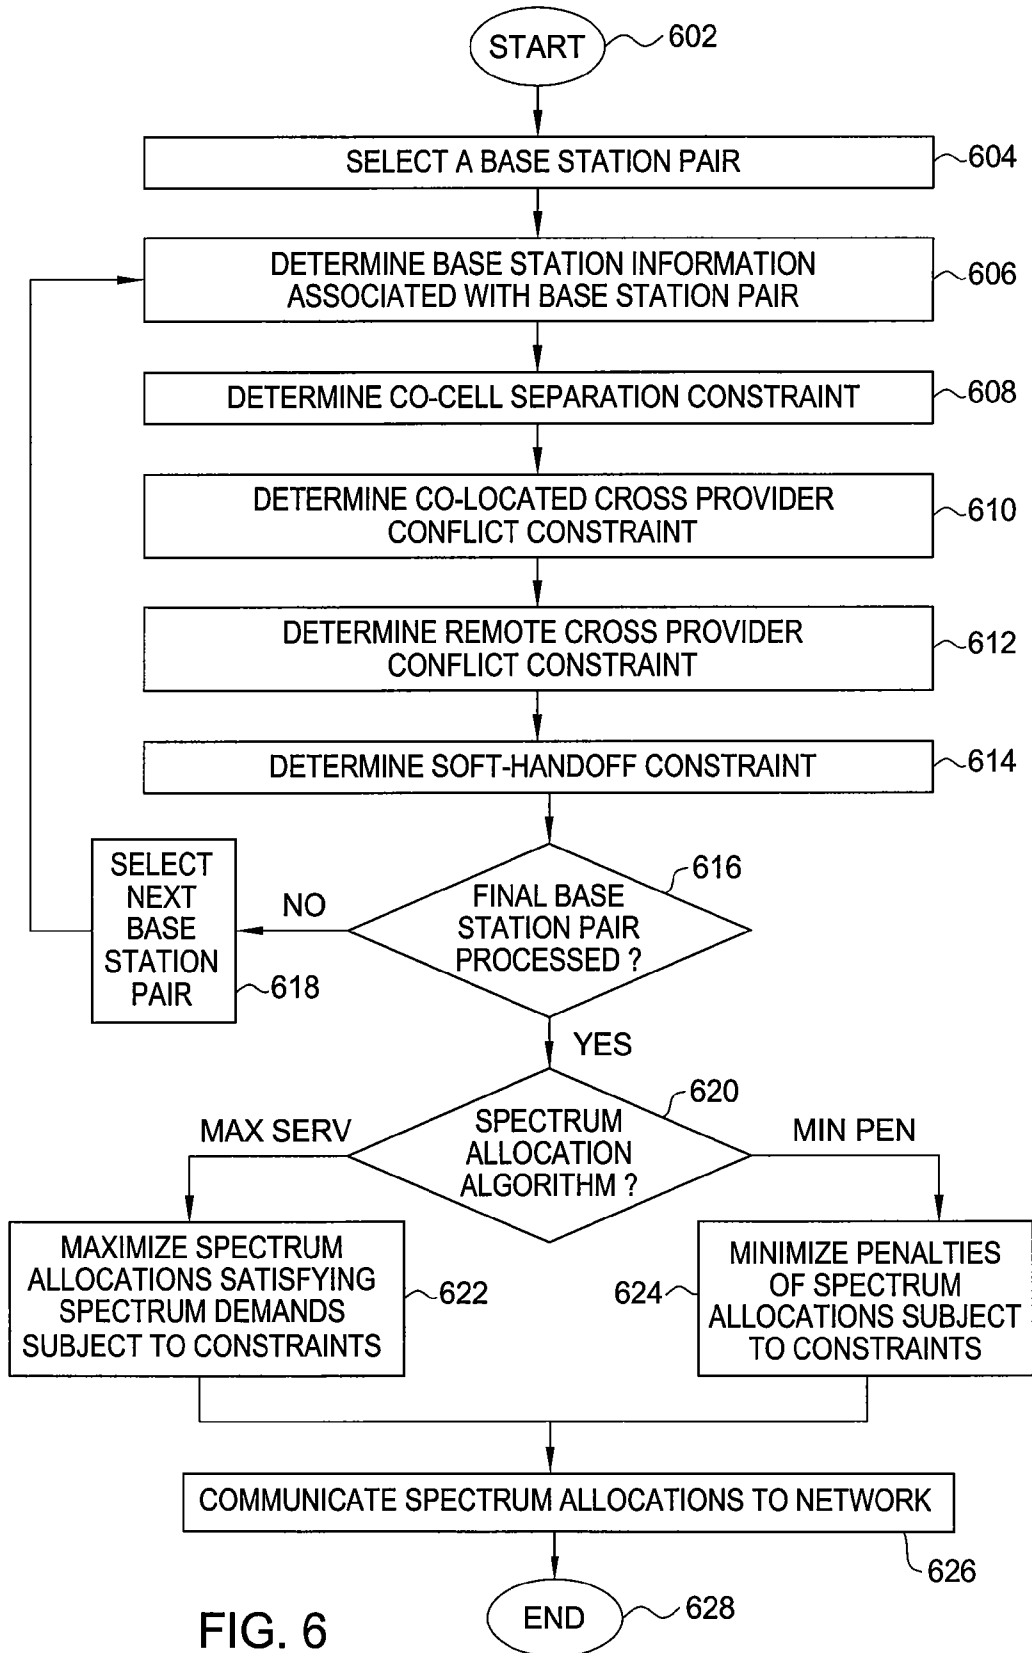 START
602
SELECT A BASE STATION PAIR
604
DETERMINE BASE STATION INFORMATION
ASSOCIATED WITH BASE STATION PAIR
606
DETERMINE CO-CELL SEPARATION CONSTRAINT
608
DETERMINE CO-LOCATED CROSS PROVIDER
CONFLICT CONSTRAINT
610
DETERMINE REMOTE CROSS PROVIDER
CONFLICT CONSTRAINT
612
DETERMINE SOFT-HANDOFF CONSTRAINT
614
FINAL BASE
STATION PAIR
PROCESSED ?
616
NO
SELECT
NEXT
BASE
STATION
PAIR
618
YES
SPECTRUM
ALLOCATION
ALGORITHM ?
620
MAX SERV
MIN PEN
MAXIMIZE SPECTRUM
ALLOCATIONS SATISFYING
SPECTRUM DEMANDS
SUBJECT TO CONSTRAINTS
622
624
MINIMIZE PENALTIES
OF SPECTRUM
ALLOCATIONS SUBJECT
TO CONSTRAINTS
COMMUNICATE SPECTRUM ALLOCATIONS TO NETWORK
626
END
628
FIG. 6